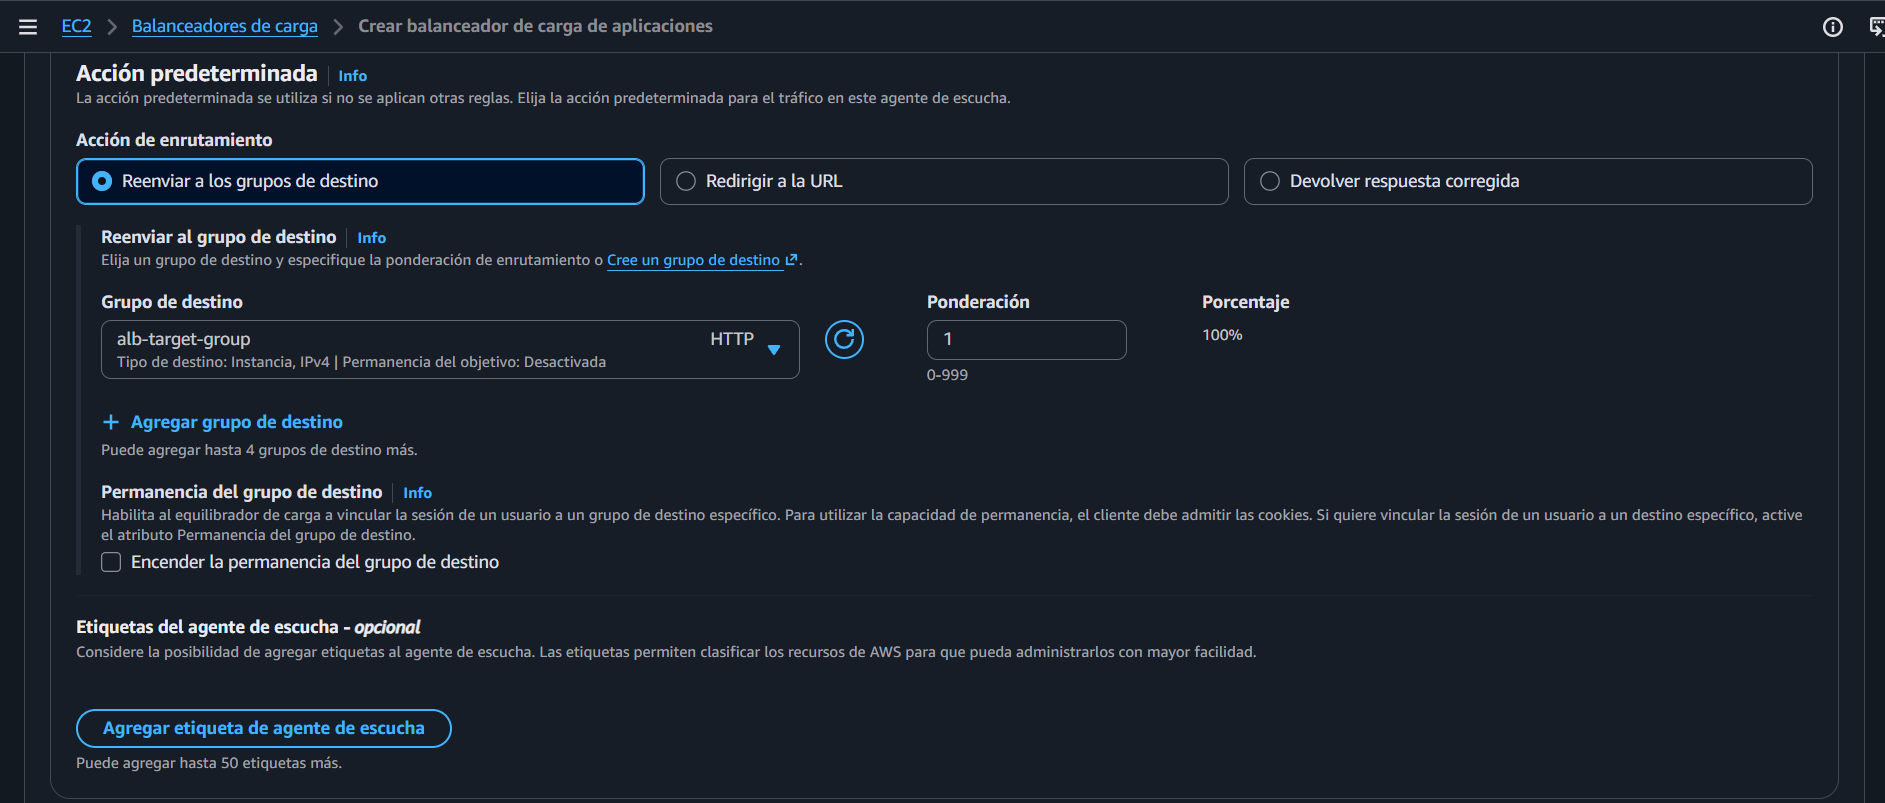 EC2 > Balanceadores de carga > Crear balanceador de carga de aplicaciones
Acción predeterminada | Info
La acción predeterminada se utiliza si no se aplican otras reglas. Elija la acción predeterminada para el tráfico en este agente de escucha.
Acción de enrutamiento
Reenviar a los grupos de destino
Redirigir a la URL
Devolver respuesta corregida
Reenviar al grupo de destino | Info
Elija un grupo de destino y especifique la ponderación de enrutamiento o Cree un grupo de destino.
Grupo de destino
Ponderación
Porcentaje
alb-target-group
HTTP
Tipo de destino: Instancia, IPv4 | Permanencia del objetivo: Desactivada
1
100%
0-999
+ Agregar grupo de destino
Puede agregar hasta 4 grupos de destino más.
Permanencia del grupo de destino | Info
Habilita al equilibrador de carga a vincular la sesión de un usuario a un grupo de destino específico. Para utilizar la capacidad de permanencia, el cliente debe admitir las cookies. Si quiere vincular la sesión de un usuario a un destino específico, active
el atributo Permanencia del grupo de destino.
Encender la permanencia del grupo de destino
Etiquetas del agente de escucha - opcional
Considere la posibilidad de agregar etiquetas al agente de escucha. Las etiquetas permiten clasificar los recursos de AWS para que pueda administrarlos con mayor facilidad.
Agregar etiqueta de agente de escucha
Puede agregar hasta 50 etiquetas más.